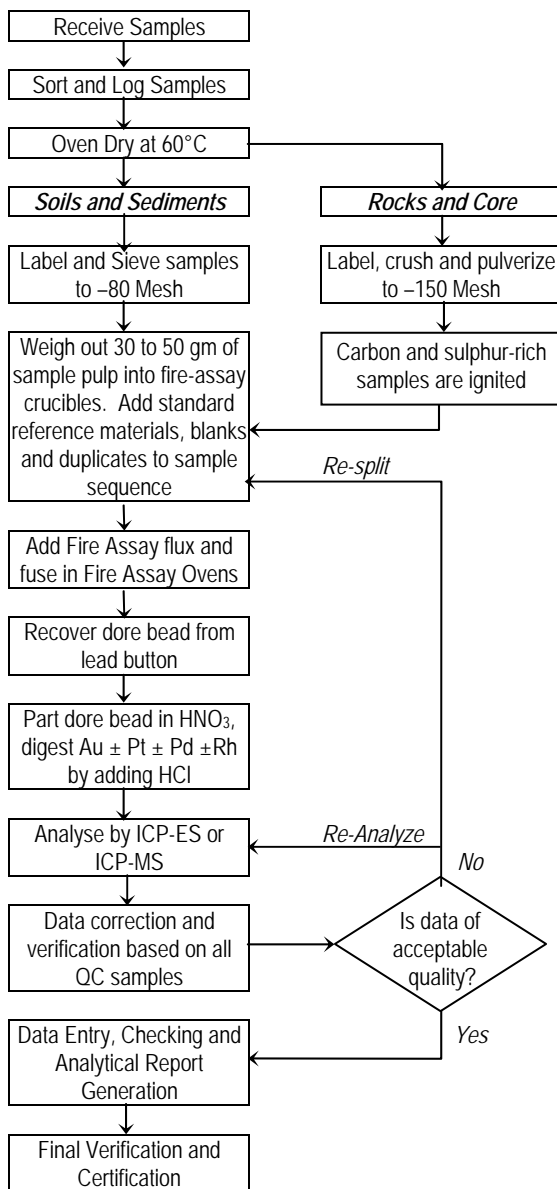 Receive Samples
Sort and Log Samples
Oven Dry at 60°C
Soils and Sediments
Rocks and Core
Label and Sieve samples
to –80 Mesh
Label, crush and pulverize
to –150 Mesh
Weigh out 30 to 50 gm of
sample pulp into fire-assay
crucibles. Add standard
reference materials, blanks
and duplicates to sample
sequence
Carbon and sulphur-rich
samples are ignited
Re-split
Add Fire Assay flux and
fuse in Fire Assay Ovens
Recover dore bead from
lead button
Part dore bead in HNO₃,
digest Au ± Pt ± Pd ±Rh
by adding HCl
Analyse by ICP-ES or
ICP-MS
Re-Analyze
No
Data correction and
verification based on all
QC samples
Is data of
acceptable
quality?
Yes
Data Entry, Checking and
Analytical Report
Generation
Final Verification and
Certification